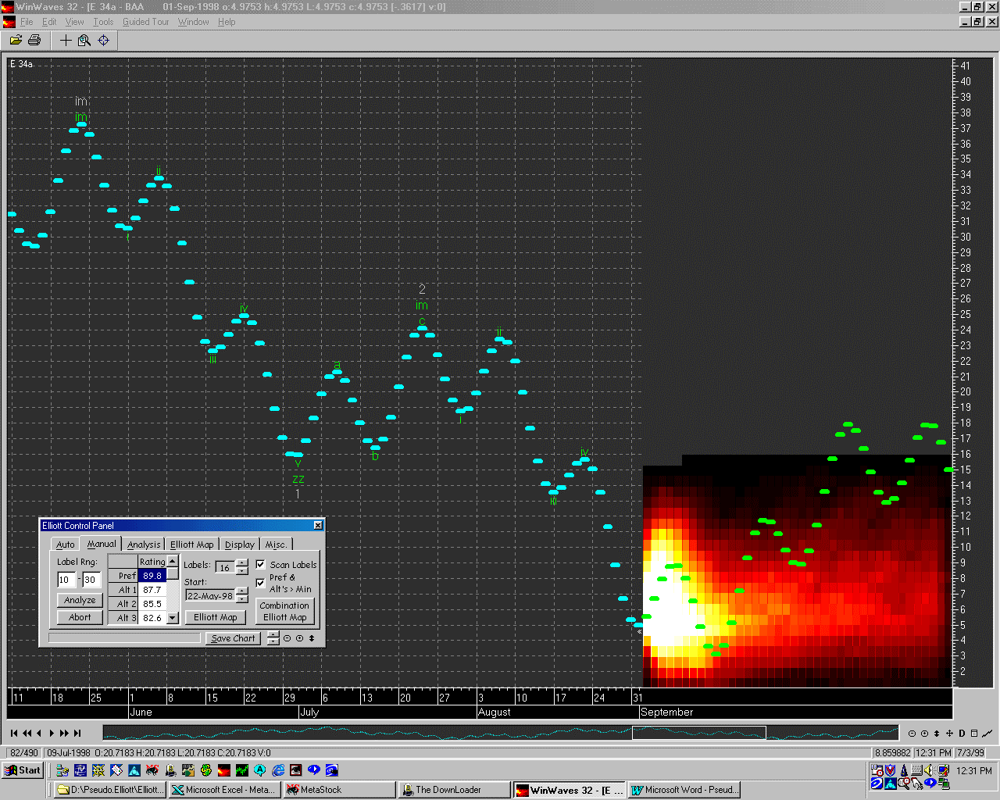 WinWaves 32 - [E 34a - BAA 01-Sep-1998 o:4.9753 h:4.9753 L:4.9753 c:4.9753 [-.3617] v:0]
File Edit View Tools Guided Tour Window Help
E 34a
im
im
ii
iv
iii
v
zz
1
a
b
2
im
c
i
ii
iii
iv
41
40
39
38
37
36
35
34
33
32
31
30
29
28
27
26
25
24
23
22
21
20
19
18
17
16
15
14
13
12
11
10
9
8
7
6
5
4
3
2
Elliott Control Panel
Auto Manual Analysis Elliott Map Display Misc.
Label Rng:
10 - 30
Analyze
Abort
Rating
Pref 89.8
Alt 1 87.7
Alt 2 85.5
Alt 3 82.6
Labels: 16
Start:
22-May-98
Elliott Map
Scan Labels
Pref &
Alt's > Min
Combination
Elliott Map
Save Chart
11 18 25 1 8 15 22 29 6 13 20 27 3 10 17 24 31
June July August September
D
82/490 09-Jul-1998 O:20.7183 H:20.7183 L:20.7183 C:20.7183 V:0 8.859882 12:31 PM 7/3/99
Start 12:31 PM
D:\Pseudo.Elliott\Elliott... Microsoft Excel - Meta... MetaStock The DownLoader WinWaves 32 - [E ... Microsoft Word - Pseud...